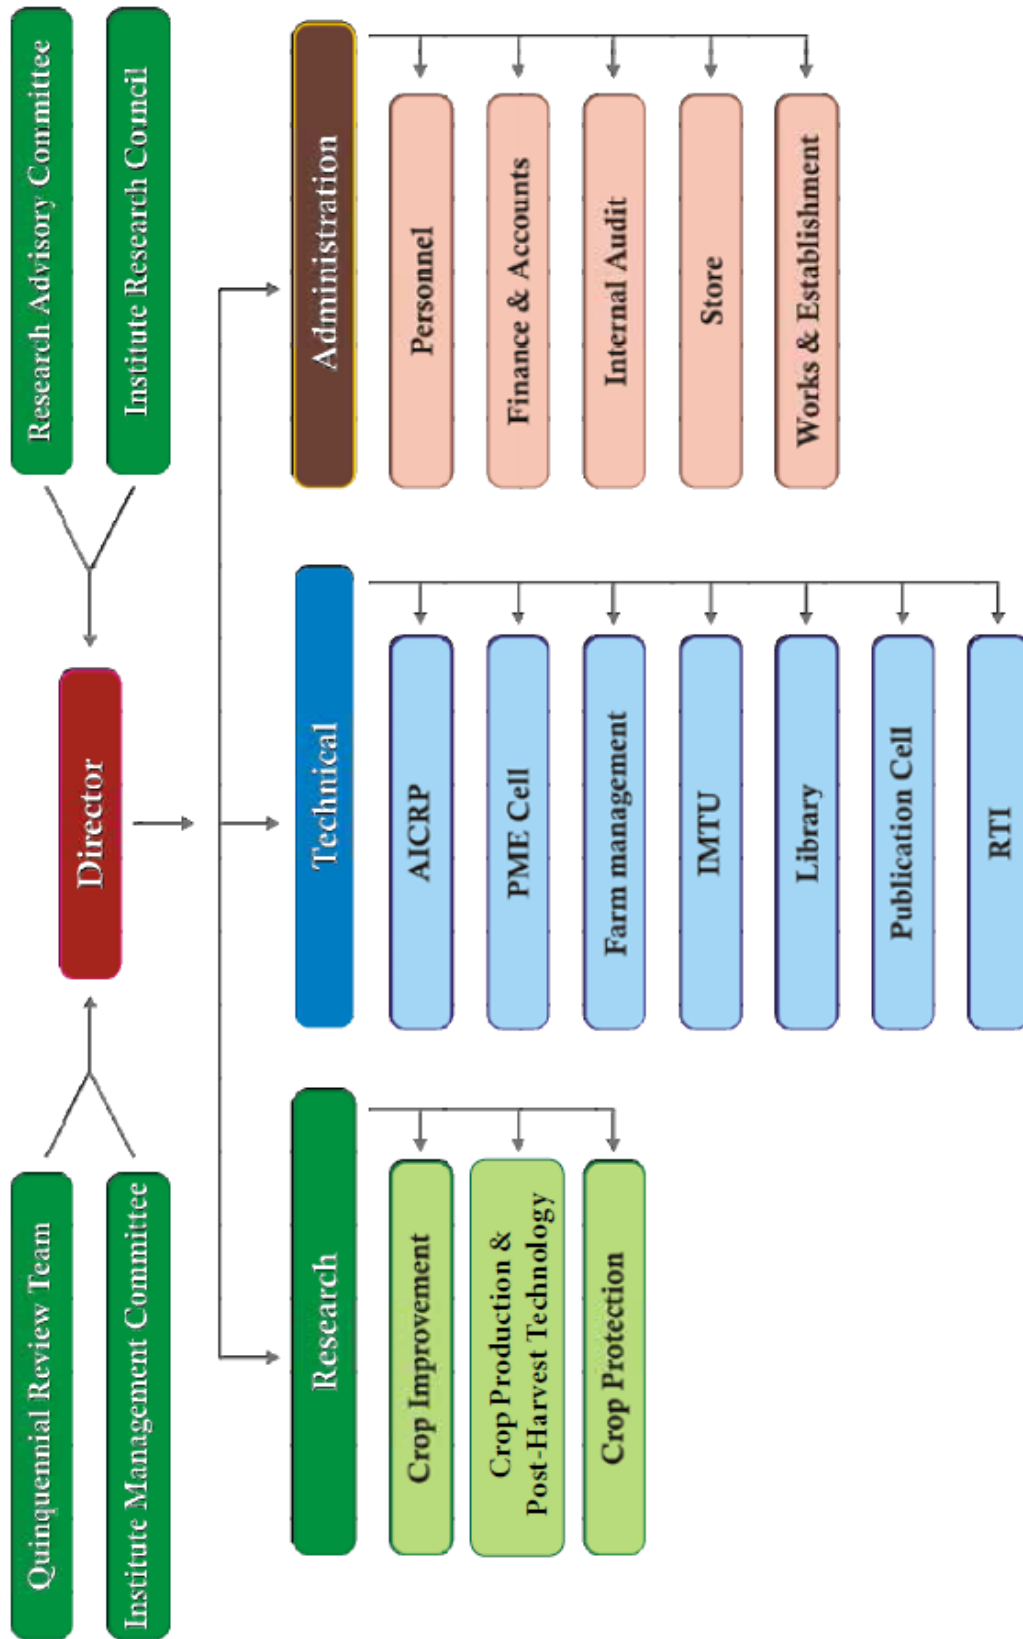 Quinquennial Review Team
Institute Management Committee
Director
Research Advisory Committee
Institute Research Council
Research
Crop Improvement
Crop Production &
Post-Harvest Technology
Crop Protection
Technical
AICRP
PME Cell
Farm management
IMTU
Library
Publication Cell
RTI
Administration
Personnel
Finance & Accounts
Internal Audit
Store
Works & Establishment